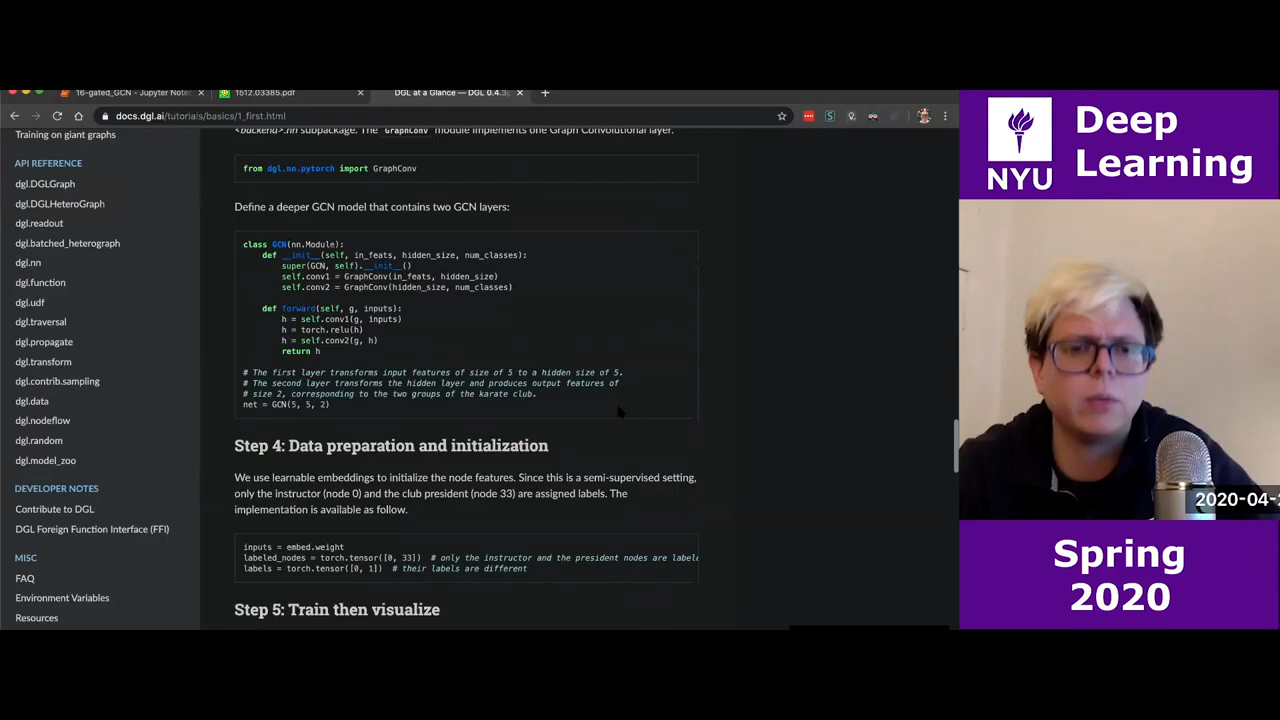 16-gated_GCN - Jupyter Note
1512.03385.pdf
DGL at a Glance — DGL 0.4.3
docs.dgl.ai/tutorials/basics/1_first.html
Training on giant graphs
API REFERENCE
dgl.DGLGraph
dgl.DGLHeteroGraph
dgl.readout
dgl.batched_heterograph
dgl.nn
dgl.function
dgl.udf
dgl.traversal
dgl.propagate
dgl.transform
dgl.contrib.sampling
dgl.data
dgl.nodeflow
dgl.random
dgl.model_zoo
DEVELOPER NOTES
Contribute to DGL
DGL Foreign Function Interface (FFI)
MISC
FAQ
Environment Variables
Resources
<backend>.nn subpackage. The GraphConv module implements one Graph Convolutional layer.
from dgl.nn.pytorch import GraphConv
Define a deeper GCN model that contains two GCN layers:
class GCN(nn.Module):
def __init__(self, in_feats, hidden_size, num_classes):
super(GCN, self).__init__()
self.conv1 = GraphConv(in_feats, hidden_size)
self.conv2 = GraphConv(hidden_size, num_classes)
def forward(self, g, inputs):
h = self.conv1(g, inputs)
h = torch.relu(h)
h = self.conv2(g, h)
return h
# The first layer transforms input features of size of 5 to a hidden size of 5.
# The second layer transforms the hidden layer and produces output features of
# size 2, corresponding to the two groups of the karate club.
net = GCN(5, 5, 2)
Step 4: Data preparation and initialization
We use learnable embeddings to initialize the node features. Since this is a semi-supervised setting,
only the instructor (node 0) and the club president (node 33) are assigned labels. The
implementation is available as follow.
inputs = embed.weight
labeled_nodes = torch.tensor([0, 33]) # only the instructor and the president nodes are labele
labels = torch.tensor([0, 1]) # their labels are different
Step 5: Train then visualize
NYU
Deep
Learning
2020-04-2
Spring
2020